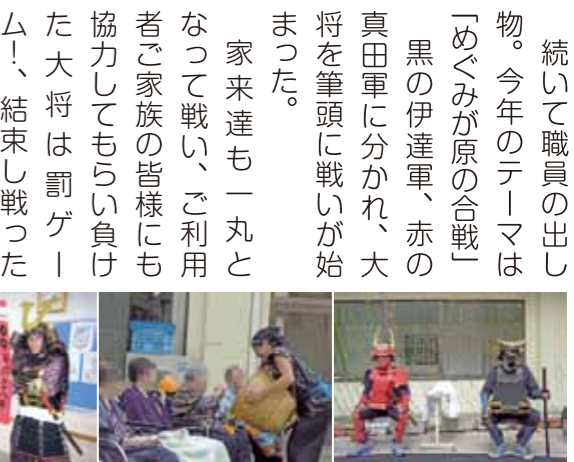 続いて職員の出し
物。今年のテーマは
「めぐみが原の合戦」
黒の伊達軍、赤の
真田軍に分かれ、大
将を筆頭に戦いが始
まった。
家来達も一丸と
なって戦い、ご利用
者ご家族の皆様にも
協力してもらい負け
た大将は罰ゲー
ム！、結束し戦った